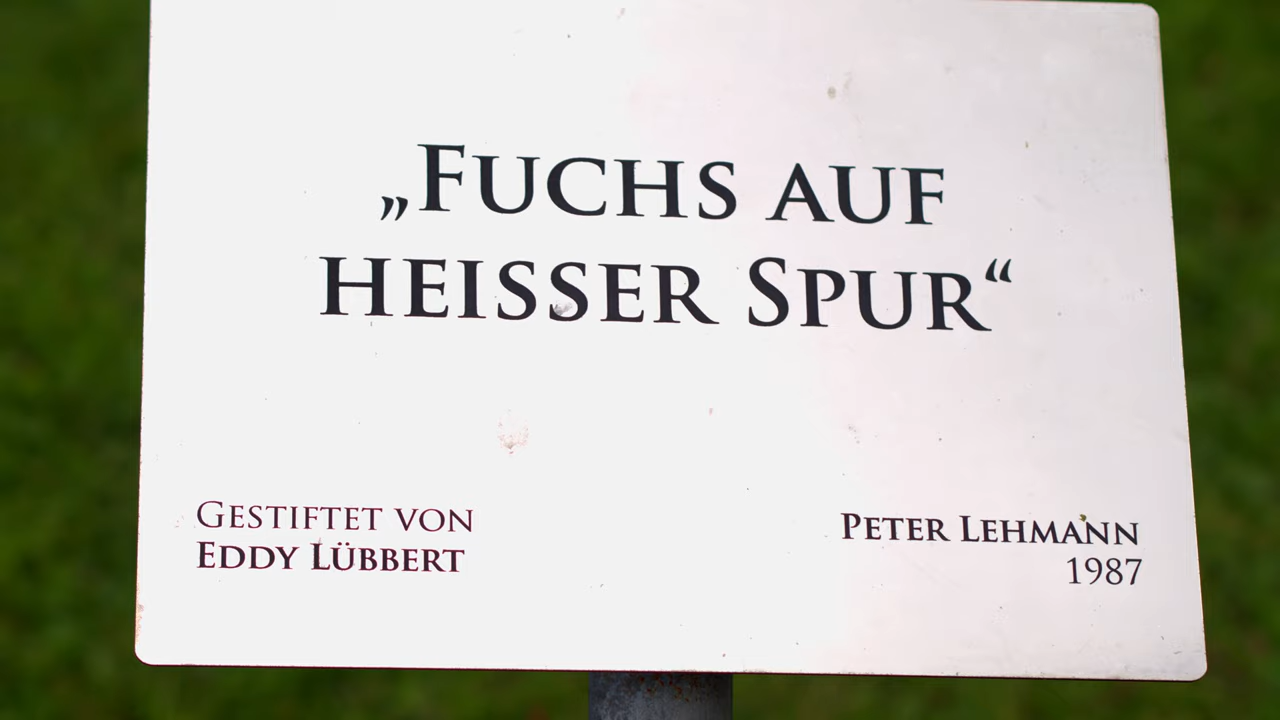 „FUCHS AUF
HEISSER SPUR“
GESTIFTET VON
EDDY LÜBBERT
PETER LEHMANN
1987